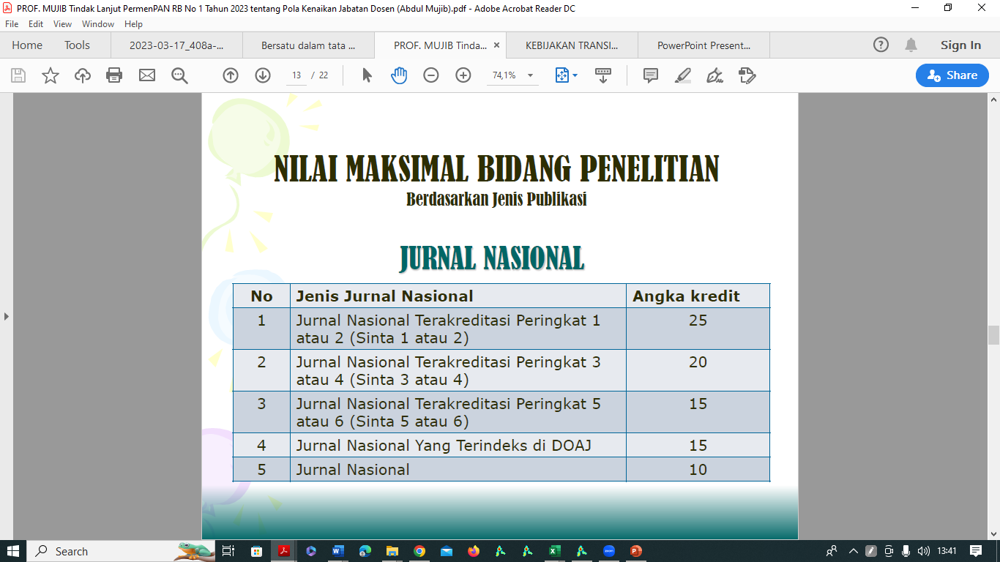 PROF. MUJIB Tindak Lanjut PermenPAN RB No 1 Tahun 2023 tentang Pola Kenaikan Jabatan Dosen (Abdul Mujib).pdf - Adobe Acrobat Reader DC
File Edit View Window Help
Home Tools 2023-03-17_408a-... Bersatu dalam tata ... PROF. MUJIB Tinda... × KEBIJAKAN TRANSI... PowerPoint Present... Sign In
13 / 22 74,1% Share
NILAI MAKSIMAL BIDANG PENELITIAN
Berdasarkan Jenis Publikasi
JURNAL NASIONAL
No Jenis Jurnal Nasional Angka kredit
1 Jurnal Nasional Terakreditasi Peringkat 1 25
atau 2 (Sinta 1 atau 2)
2 Jurnal Nasional Terakreditasi Peringkat 3 20
atau 4 (Sinta 3 atau 4)
3 Jurnal Nasional Terakreditasi Peringkat 5 15
atau 6 (Sinta 5 atau 6)
4 Jurnal Nasional Yang Terindeks di DOAJ 15
5 Jurnal Nasional 10
Search 13:41